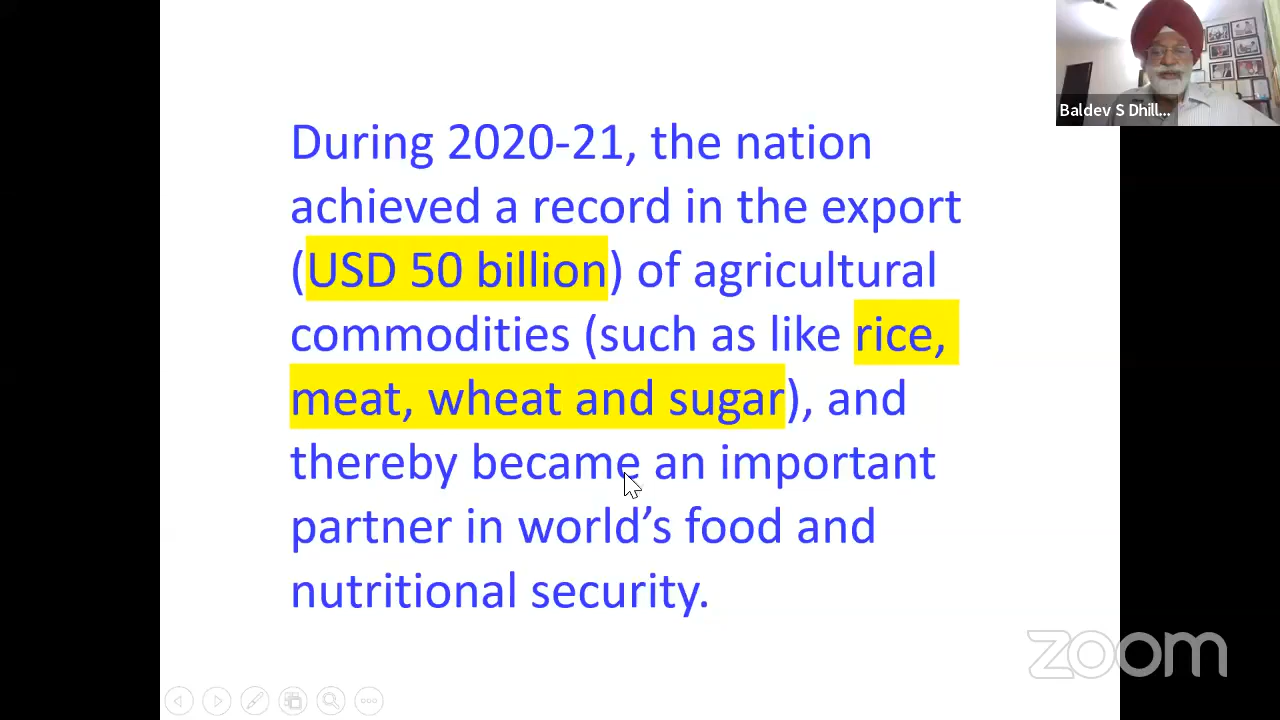 Baldev S Dhill...
During 2020-21, the nation
achieved a record in the export
(USD 50 billion) of agricultural
commodities (such as like rice,
meat, wheat and sugar), and
thereby became an important
partner in world’s food and
nutritional security.
zoom